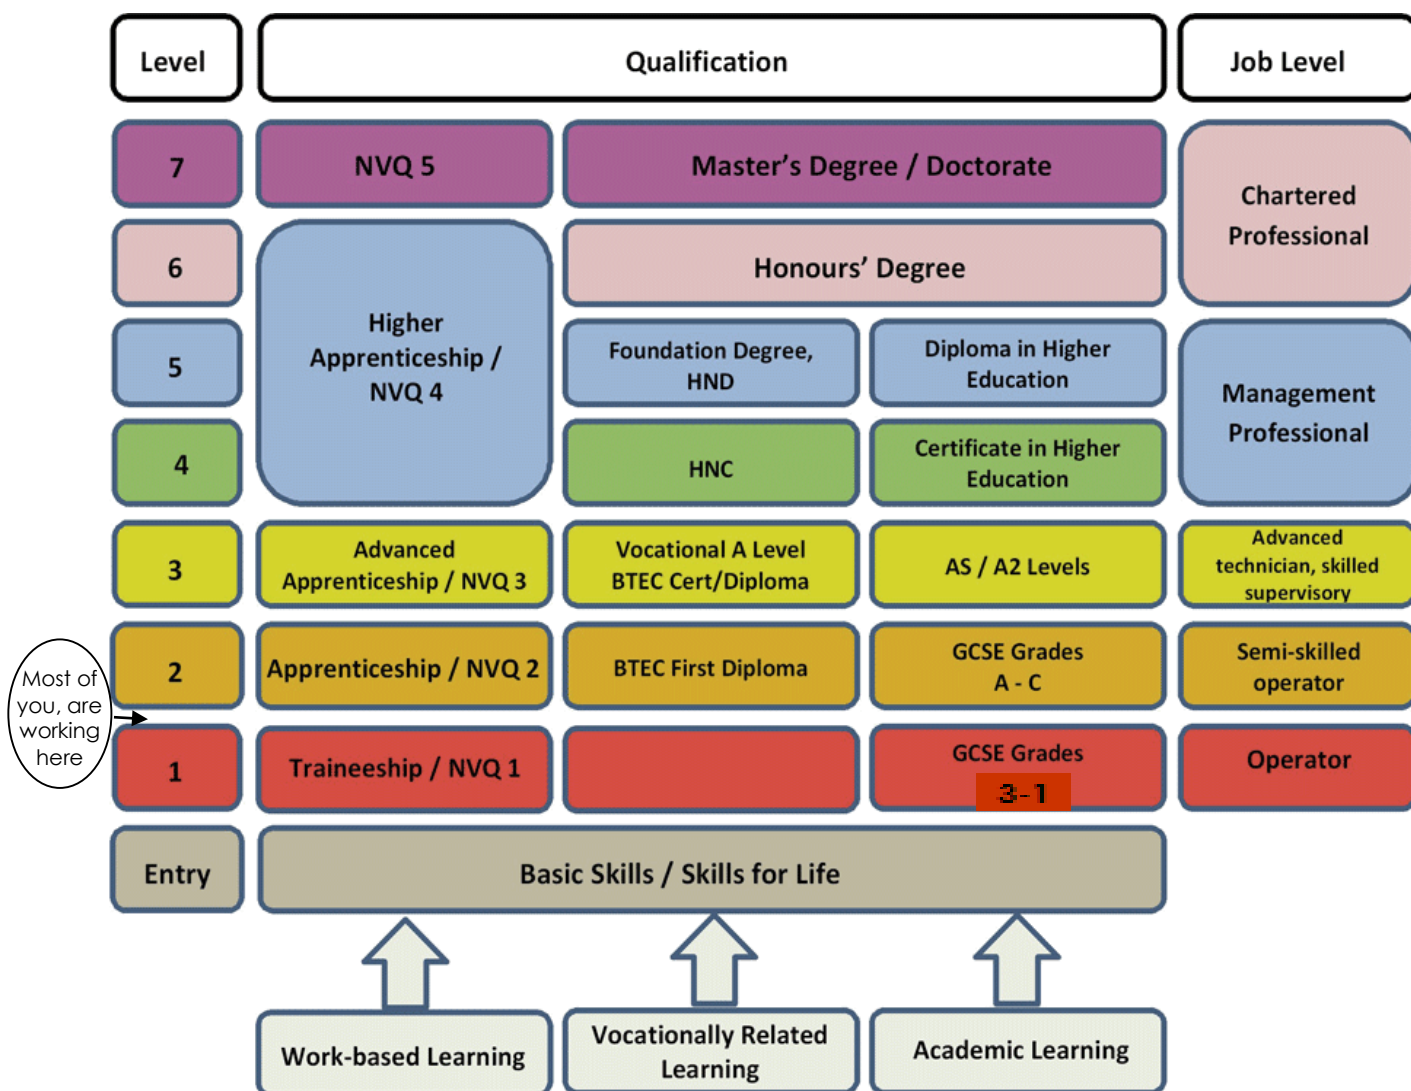 Level
Qualification
Job Level
7
NVQ 5
Master's Degree / Doctorate
Chartered
Professional
6
Higher
Apprenticeship /
NVQ 4
Honours' Degree
5
Foundation Degree,
HND
Diploma in Higher
Education
Management
Professional
4
HNC
Certificate in Higher
Education
3
Advanced
Apprenticeship / NVQ 3
Vocational A Level
BTEC Cert/Diploma
AS / A2 Levels
Advanced
technician, skilled
supervisory
Most of
you, are
working
here
2
Apprenticeship / NVQ 2
BTEC First Diploma
GCSE Grades
A - C
Semi-skilled
operator
1
Traineeship / NVQ 1
GCSE Grades
3-1
Operator
Entry
Basic Skills / Skills for Life
Work-based Learning
Vocationally Related
Learning
Academic Learning